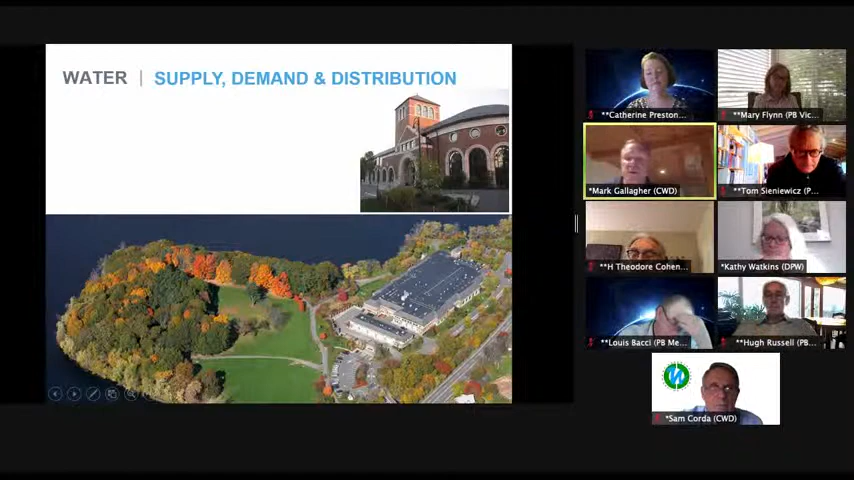 WATER | SUPPLY, DEMAND & DISTRIBUTION
**Catherine Preston...
**Mary Flynn (PB Vic...
*Mark Gallagher (CWD)
**Tom Sieniewicz (P...
**H Theodore Cohen...
*Kathy Watkins (DPW)
**Louis Bacci (PB Me...
**Hugh Russell (PB...
*Sam Corda (CWD)